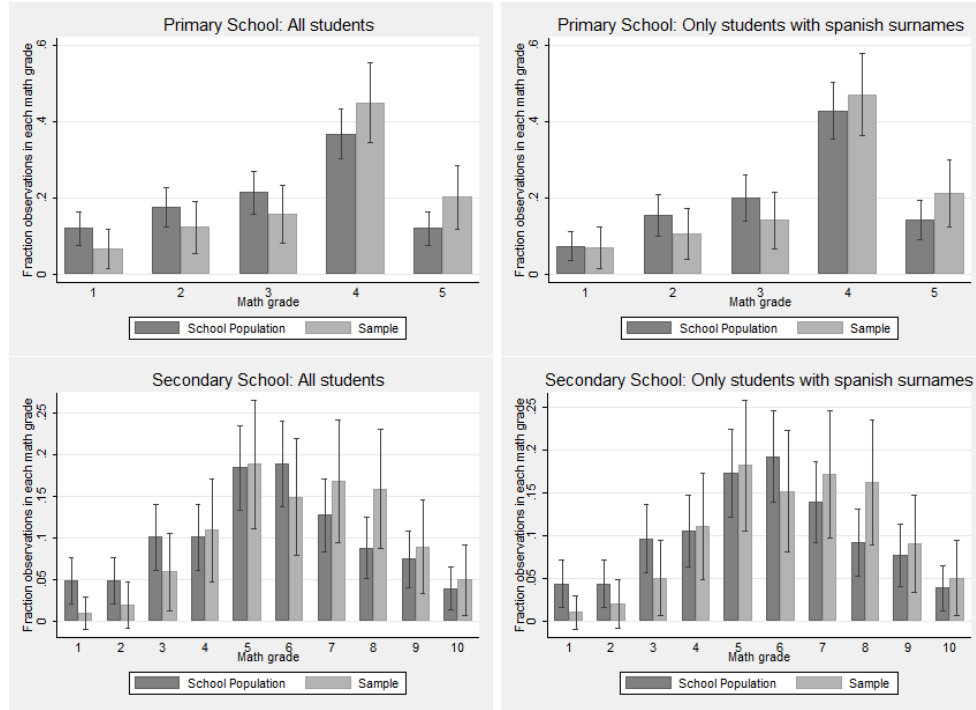 Primary School: All students
Fraction observations in each math grade
0 .2 .4 .6
1 2 3 4 5
Math grade
School Population Sample
Primary School: Only students with spanish surnames
Fraction observations in each math grade
0 .2 .4 .6
1 2 3 4 5
Math grade
School Population Sample
Secondary School: All students
Fraction observations in each math grade
0 .05 .1 .15 .2 .25
1 2 3 4 5 6 7 8 9 10
Math grade
School Population Sample
Secondary School: Only students with spanish surnames
Fraction observations in each math grade
0 .05 .1 .15 .2 .25
1 2 3 4 5 6 7 8 9 10
Math grade
School Population Sample